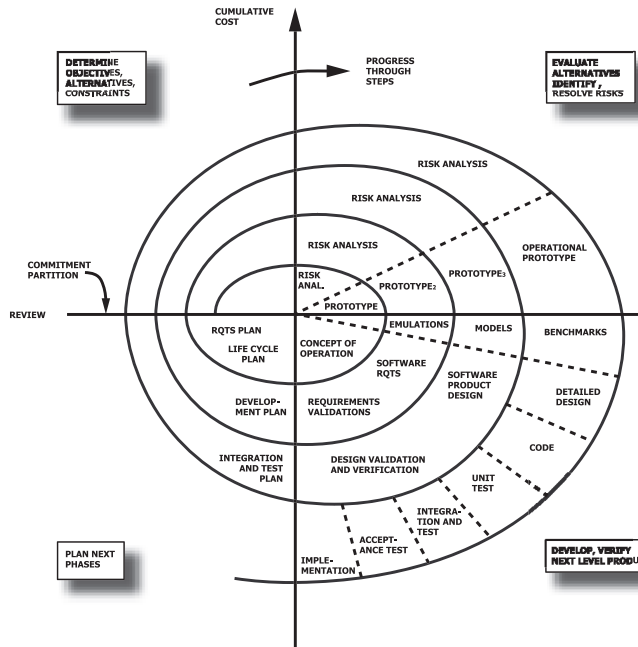 CUMULATIVE
COST
DETERMINE
OBJECTIVES,
ALTERNATIVES,
CONSTRAINTS
PROGRESS
THROUGH
STEPS
EVALUATE
ALTERNATIVES
IDENTIFY,
RESOLVE RISKS
RISK ANALYSIS
RISK ANALYSIS
RISK ANALYSIS
RISK
ANAL.
OPERATIONAL
PROTOTYPE
PROTOTYPE₃
PROTOTYPE₂
PROTOTYPE
COMMITMENT
PARTITION
REVIEW
RQTS PLAN
LIFE CYCLE
PLAN
CONCEPT OF
OPERATION
EMULATIONS
MODELS
BENCHMARKS
SOFTWARE
RQTS
SOFTWARE
PRODUCT
DESIGN
DETAILED
DESIGN
DEVELOP-
MENT PLAN
REQUIREMENTS
VALIDATIONS
CODE
INTEGRATION
AND TEST
PLAN
DESIGN VALIDATION
AND VERIFICATION
UNIT
TEST
INTEGRA-
TION AND
TEST
ACCEPT-
ANCE TEST
IMPLE-
MENTATION
PLAN NEXT
PHASES
DEVELOP, VERIFY
NEXT LEVEL PRODU